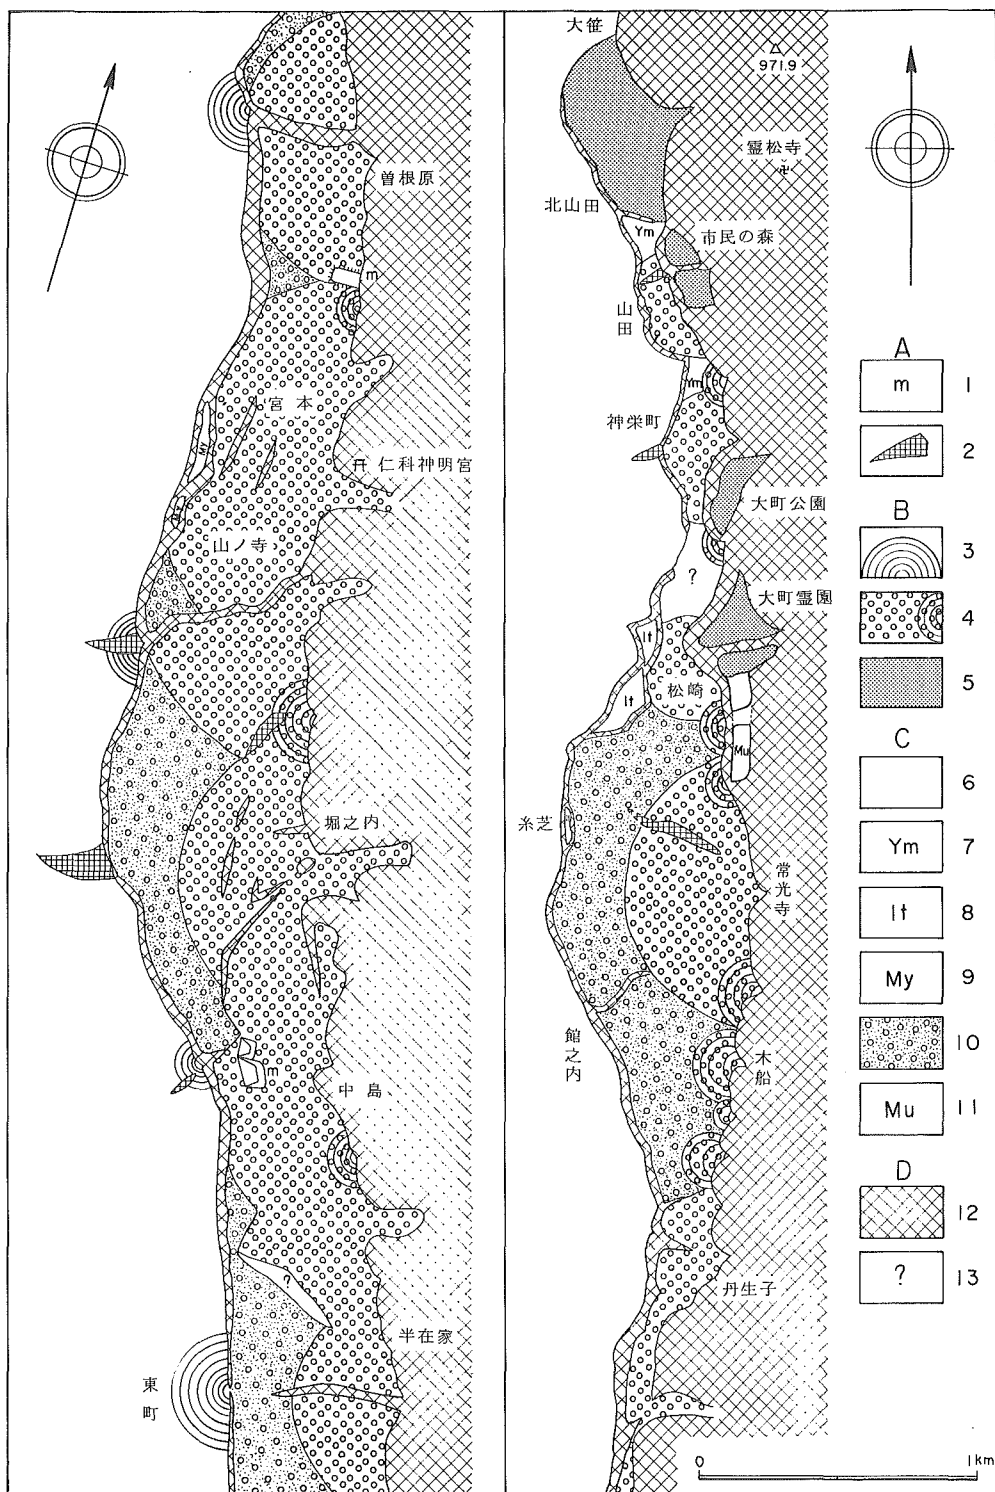 曽根原
m
宮本
My
开 仁科神明宮
山ノ寺
堀之内
m
中島
?
半在家
東町
大笹
971.9
霊松寺
卍
北山田
Ym
市民の森
山田
Ym
神栄町
大町公園
?
大町霊園
It
松崎
It
Mu
糸芝
常光寺
館之内
木船
丹生子
A
m 1
2
B
3
4
5
C
6
Ym 7
It 8
My 9
10
Mu 11
D
12
? 13
0 1km